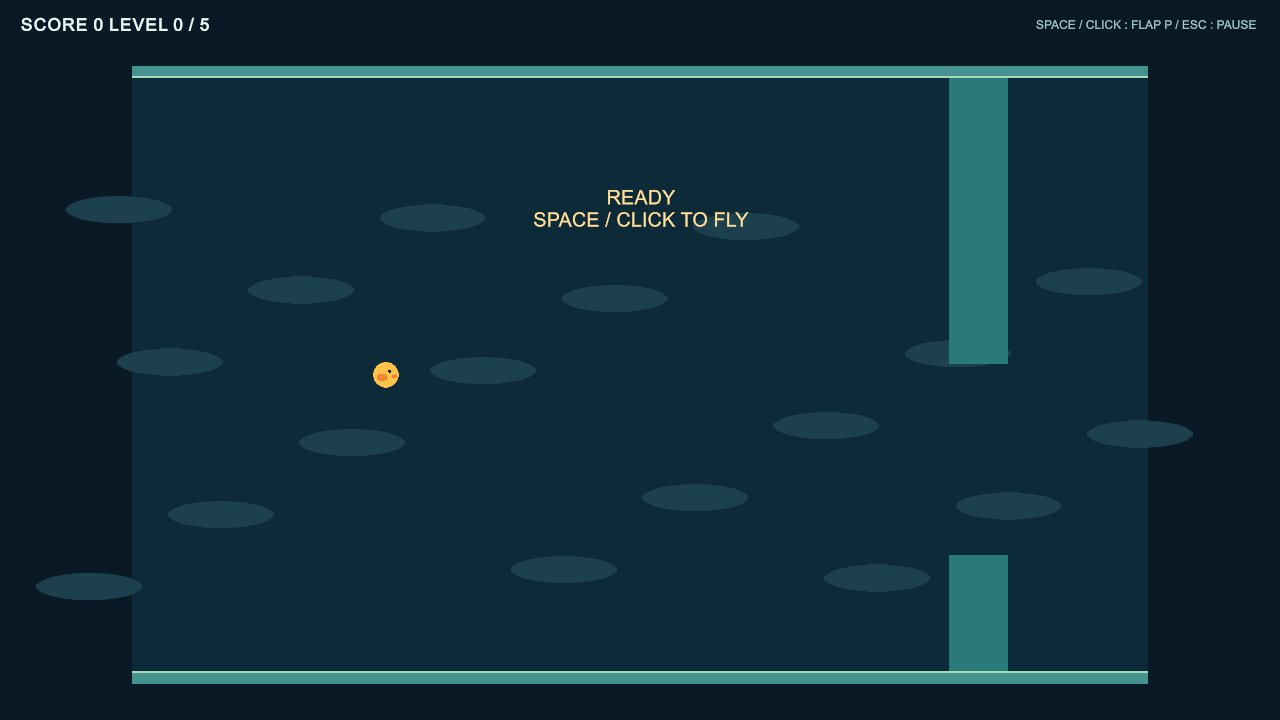 SCORE 0 LEVEL 0 / 5
SPACE / CLICK : FLAP P / ESC : PAUSE
READY
SPACE / CLICK TO FLY